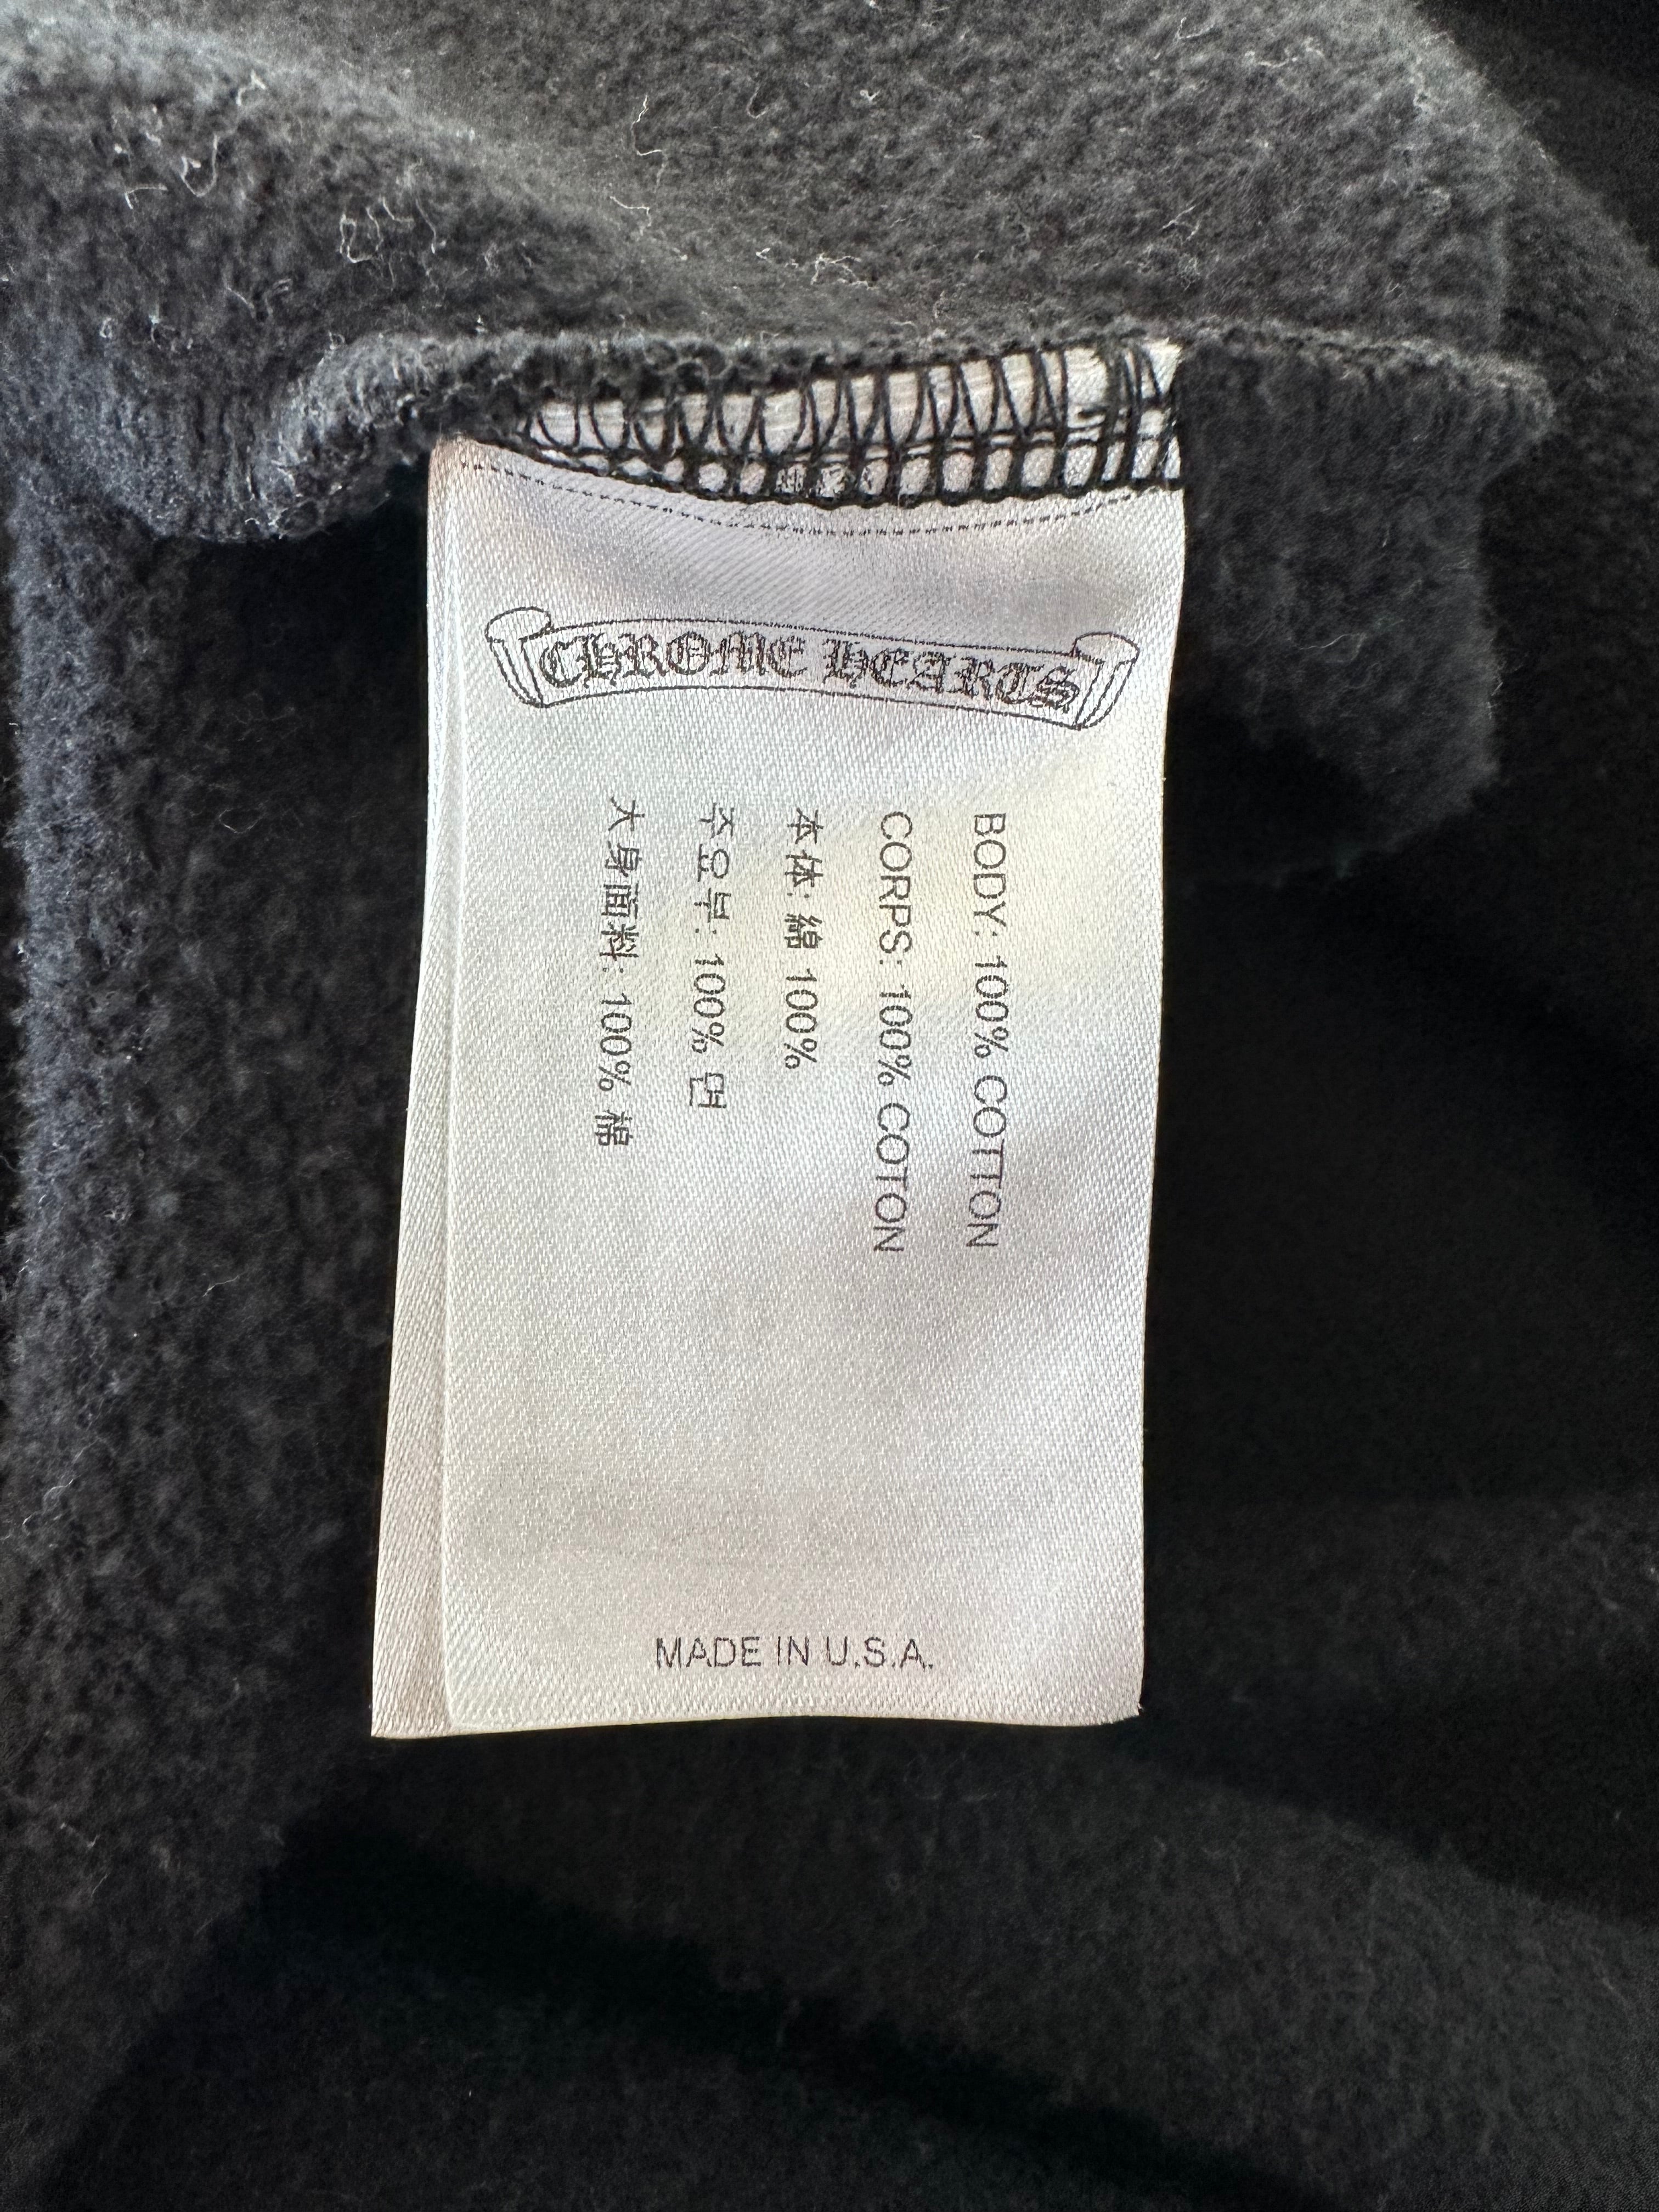 CHROME HEARTS
BODY: 100% COTTON
CORPS: 100% COTON
本体: 綿 100%
주요부: 100% 면
大身面料: 100% 棉
MADE IN U.S.A.